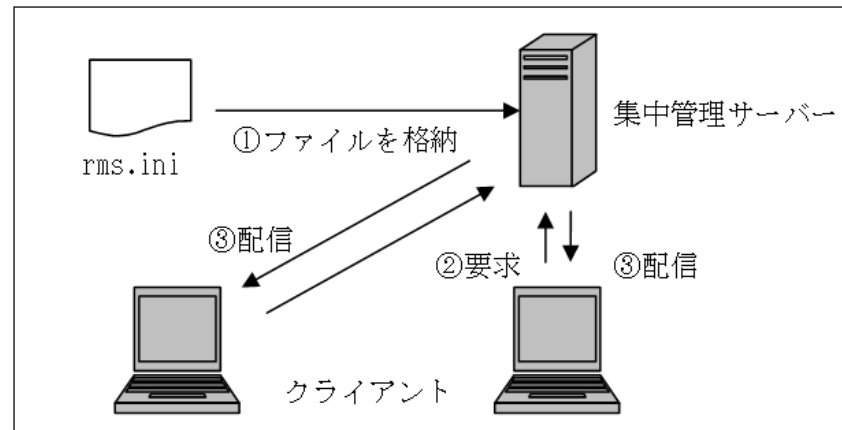 集中管理サーバー
①ファイルを格納
rms.ini
③配信
②要求
③配信
クライアント